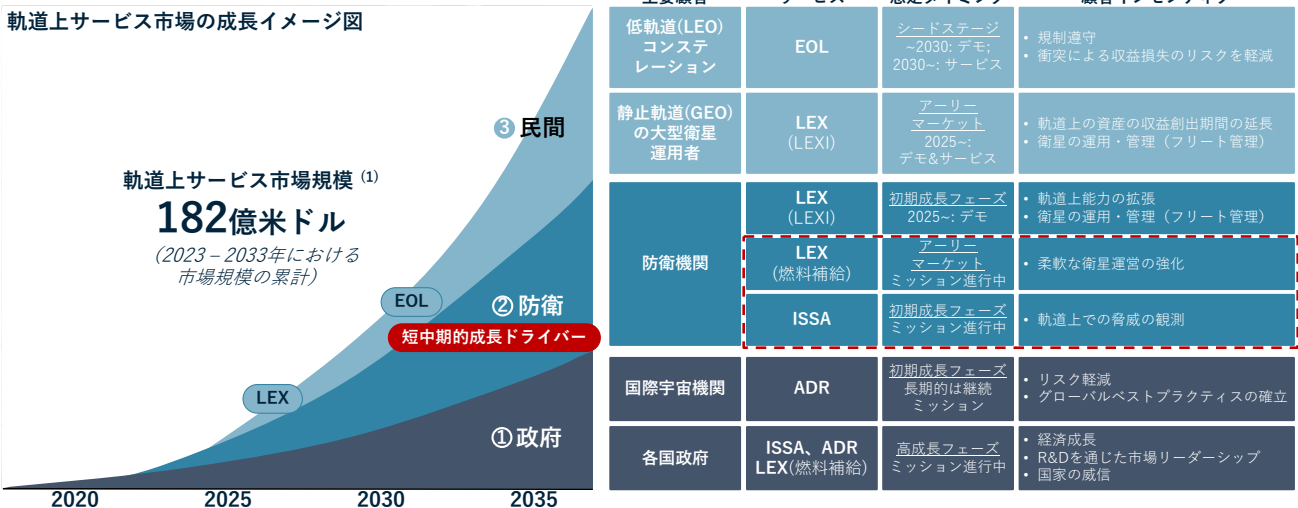 軌道上サービス市場の成長イメージ図
③ 民間
軌道上サービス市場規模 (1)
182億米ドル
(2023 – 2033年における
市場規模の累計)
EOL
② 防衛
短中期的成長ドライバー
LEX
① 政府
2020
2025
2030
2035
低軌道(LEO)
コンステ
レーション
EOL
シードステージ
~2030: デモ;
2030~: サービス
• 規制遵守
• 衝突による収益損失のリスクを軽減
静止軌道(GEO)
の大型衛星
運用者
LEX
(LEXI)
アーリー
マーケット
2025~:
デモ&サービス
• 軌道上の資産の収益創出期間の延長
• 衛星の運用・管理（フリート管理）
防衛機関
LEX
(LEXI)
初期成長フェーズ
2025~: デモ
• 軌道上能力の拡張
• 衛星の運用・管理（フリート管理）
LEX
(燃料補給)
アーリー
マーケット
ミッション進行中
• 柔軟な衛星運営の強化
ISSA
初期成長フェーズ
ミッション進行中
• 軌道上での脅威の観測
国際宇宙機関
ADR
初期成長フェーズ
長期的は継続
ミッション
• リスク軽減
• グローバルベストプラクティスの確立
各国政府
ISSA、ADR
LEX(燃料補給)
高成長フェーズ
ミッション進行中
• 経済成長
• R&Dを通じた市場リーダーシップ
• 国家の威信